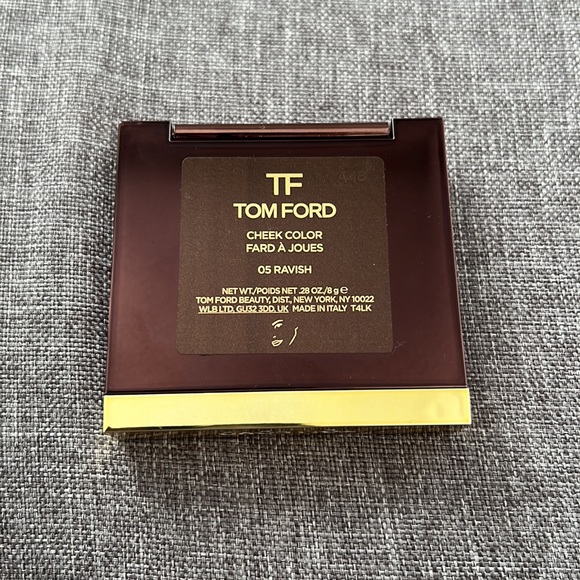 TF
TOM FORD
CHEEK COLOR
FARD À JOUES
05 RAVISH
NET WT./POIDS NET .28 OZ./8 g ℮
TOM FORD BEAUTY, DIST., NEW YORK, NY 10022
WLB LTD, GU32 3DD, UK MADE IN ITALY T4LK